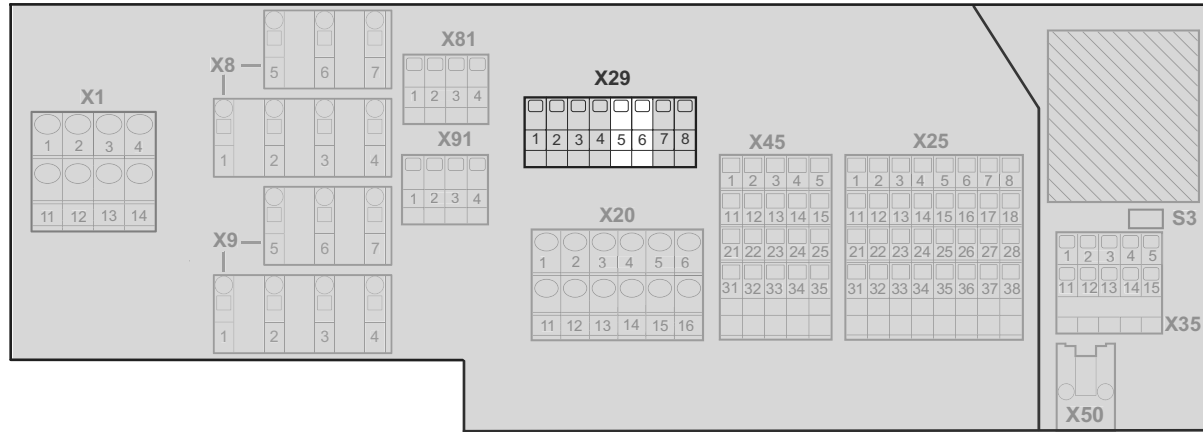 X1
1 2 3 4
11 12 13 14
X8
5 6 7
1 2 3 4
X9
5 6 7
1 2 3 4
X81
1 2 3 4
X91
1 2 3 4
X29
1 2 3 4 5 6 7 8
X20
1 2 3 4 5 6
11 12 13 14 15 16
X45
1 2 3 4 5
11 12 13 14 15
21 22 23 24 25
31 32 33 34 35
X25
1 2 3 4 5 6 7 8
11 12 13 14 15 16 17 18
21 22 23 24 25 26 27 28
31 32 33 34 35 36 37 38
S3
1 2 3 4 5
11 12 13 14 15
X35
X50